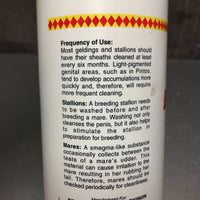 Frequency of Use:
Most geldings and stallions should
have their sheaths cleaned at least
every six months. Light-pigmented
genital areas, such as in Pintos,
tend to develop accumulations more
quickly, and therefore, will require
more frequent cleaning.
Stallions: A breeding stallion needs
to be washed before and after
breeding a mare. Washing not only
cleanses the penis, but it also helps
to stimulate the stallion in
preparation for breeding.
Mares: A smegma-like substance
occasionally collects between the
teats of a mare's udder. This
material can cause irritation to the
mare resulting in her rubbing her
tail. Therefore, mares should be
checked periodically for cleanliness.
Manufactured For: